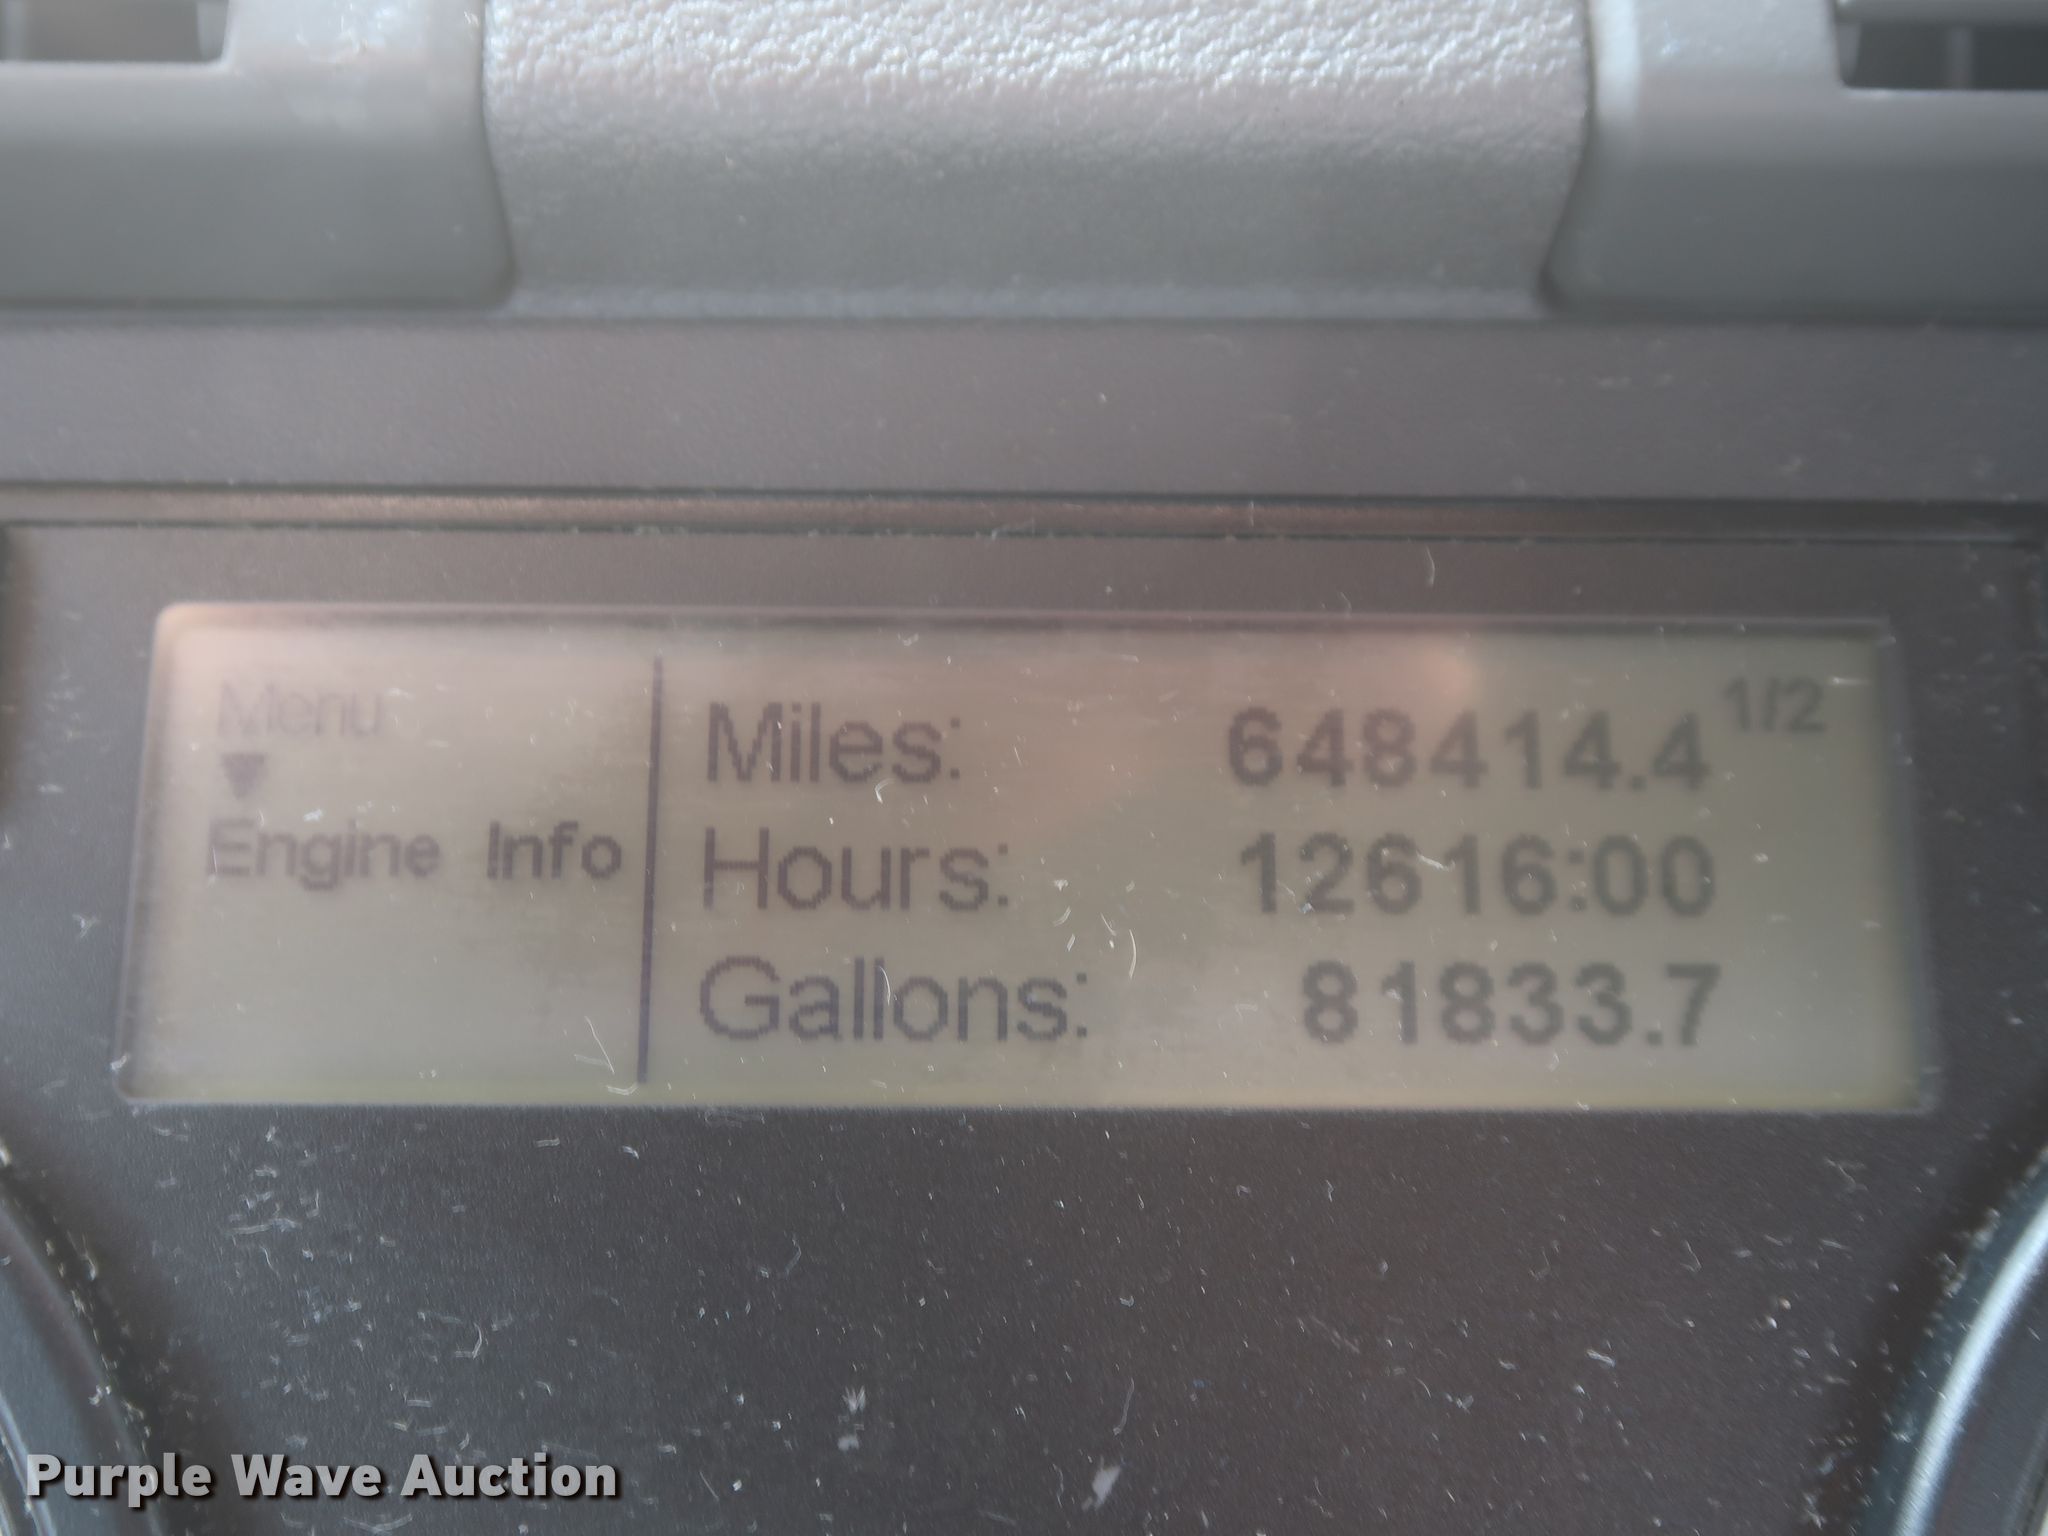 Menu
Engine Info
1/2
Miles: 648414.4
Hours: 12616:00
Gallons: 81833.7
Purple Wave Auction